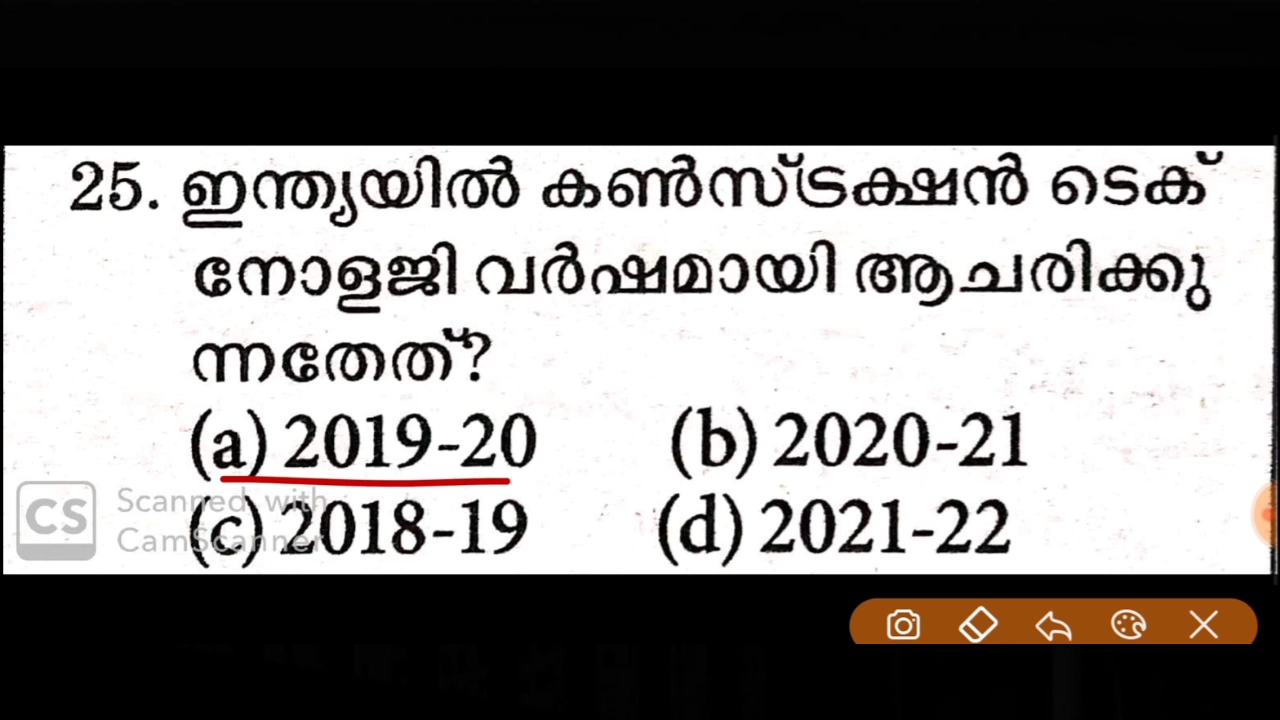 25. ഇന്ത്യയിൽ കൺസ്ട്രക്ഷൻ ടെക്
നോളജി വർഷമായി ആചരിക്കു
ന്നതേത്?
(a) 2019-20 (b) 2020-21
(c) 2018-19 (d) 2021-22
CS Scanned with
CamScanner